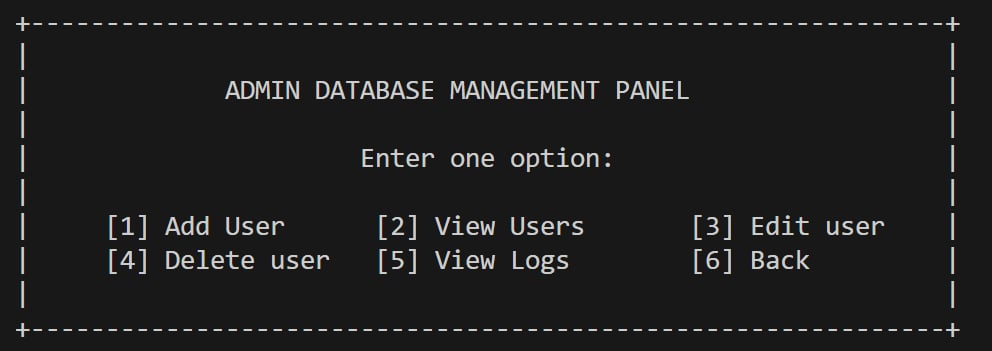 ADMIN DATABASE MANAGEMENT PANEL
Enter one option:
[1] Add User [2] View Users [3] Edit user
[4] Delete user [5] View Logs [6] Back